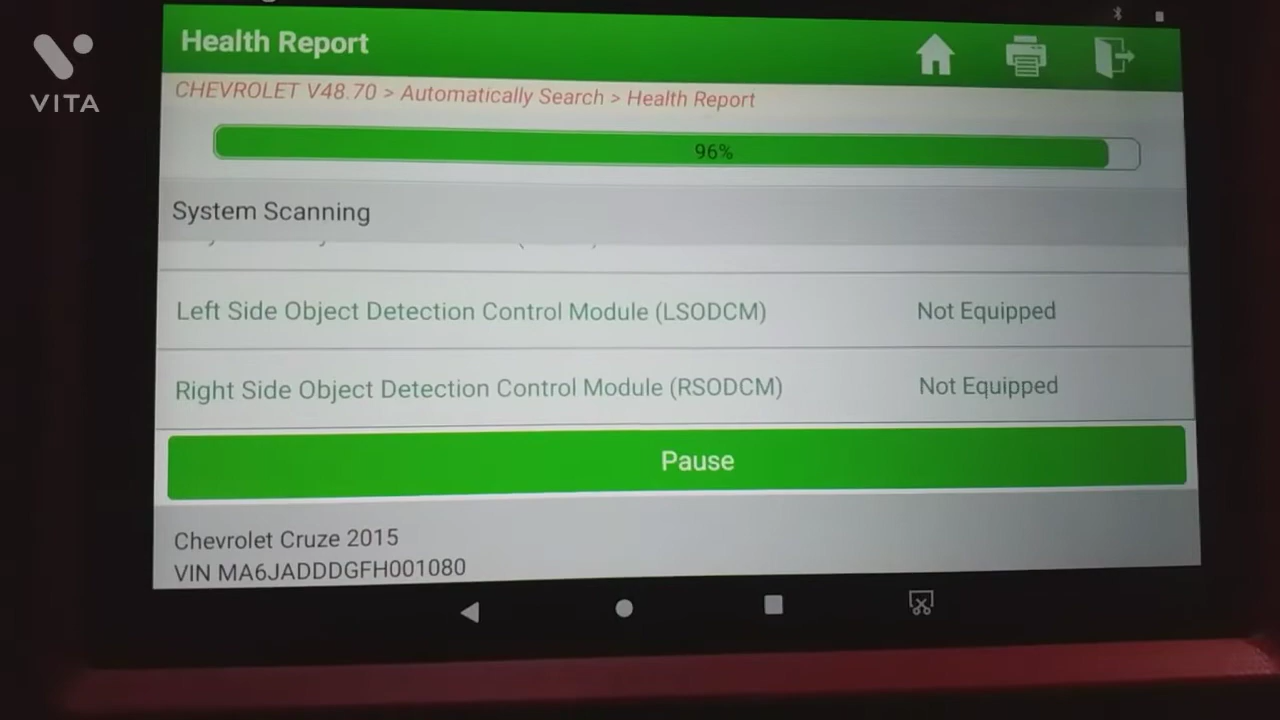 VITA
Health Report
CHEVROLET V48.70 > Automatically Search > Health Report
96%
System Scanning
Left Side Object Detection Control Module (LSODCM) Not Equipped
Right Side Object Detection Control Module (RSODCM) Not Equipped
Pause
Chevrolet Cruze 2015
VIN MA6JADDDGFH001080